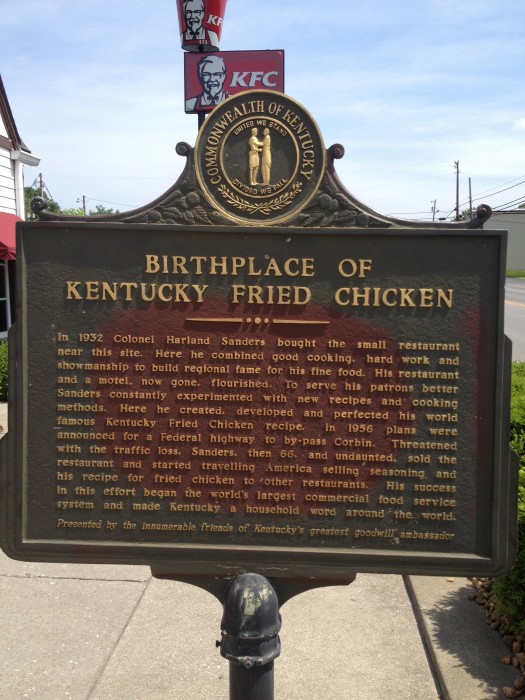 KF
KFC
COMMONWEALTH OF KENTUCKY
UNITED WE STAND
DIVIDED WE FALL
BIRTHPLACE OF
KENTUCKY FRIED CHICKEN
In 1932 Colonel Harland Sanders bought the small restaurant
near this site. Here he combined good cooking, hard work and
showmanship to build regional fame for his fine food. His restaurant
and a motel, now gone, flourished. To serve his patrons better
Sanders constantly experimented with new recipes and cooking
methods. Here he created, developed and perfected his world
famous Kentucky Fried Chicken recipe. In 1956 plans were
announced for a Federal highway to by-pass Corbin. Threatened
with the traffic loss, Sanders, then 66, and undaunted, sold the
restaurant and started travelling America selling seasoning and
his recipe for fried chicken to other restaurants. His success
in this effort began the world's largest commercial food service
system and made Kentucky a household word around the world.
Presented by the innumerable friends of Kentucky's greatest goodwill ambassador